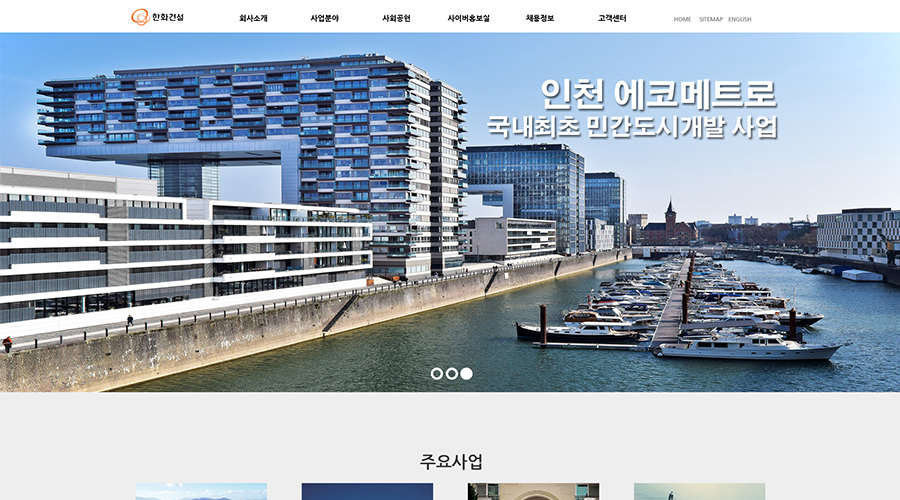 한화건설
회사소개 사업분야 사회공헌 사이버홍보실 채용정보 고객센터
HOME SITEMAP ENGLISH
인천 에코메트로
국내최초 민간도시개발 사업
주요사업